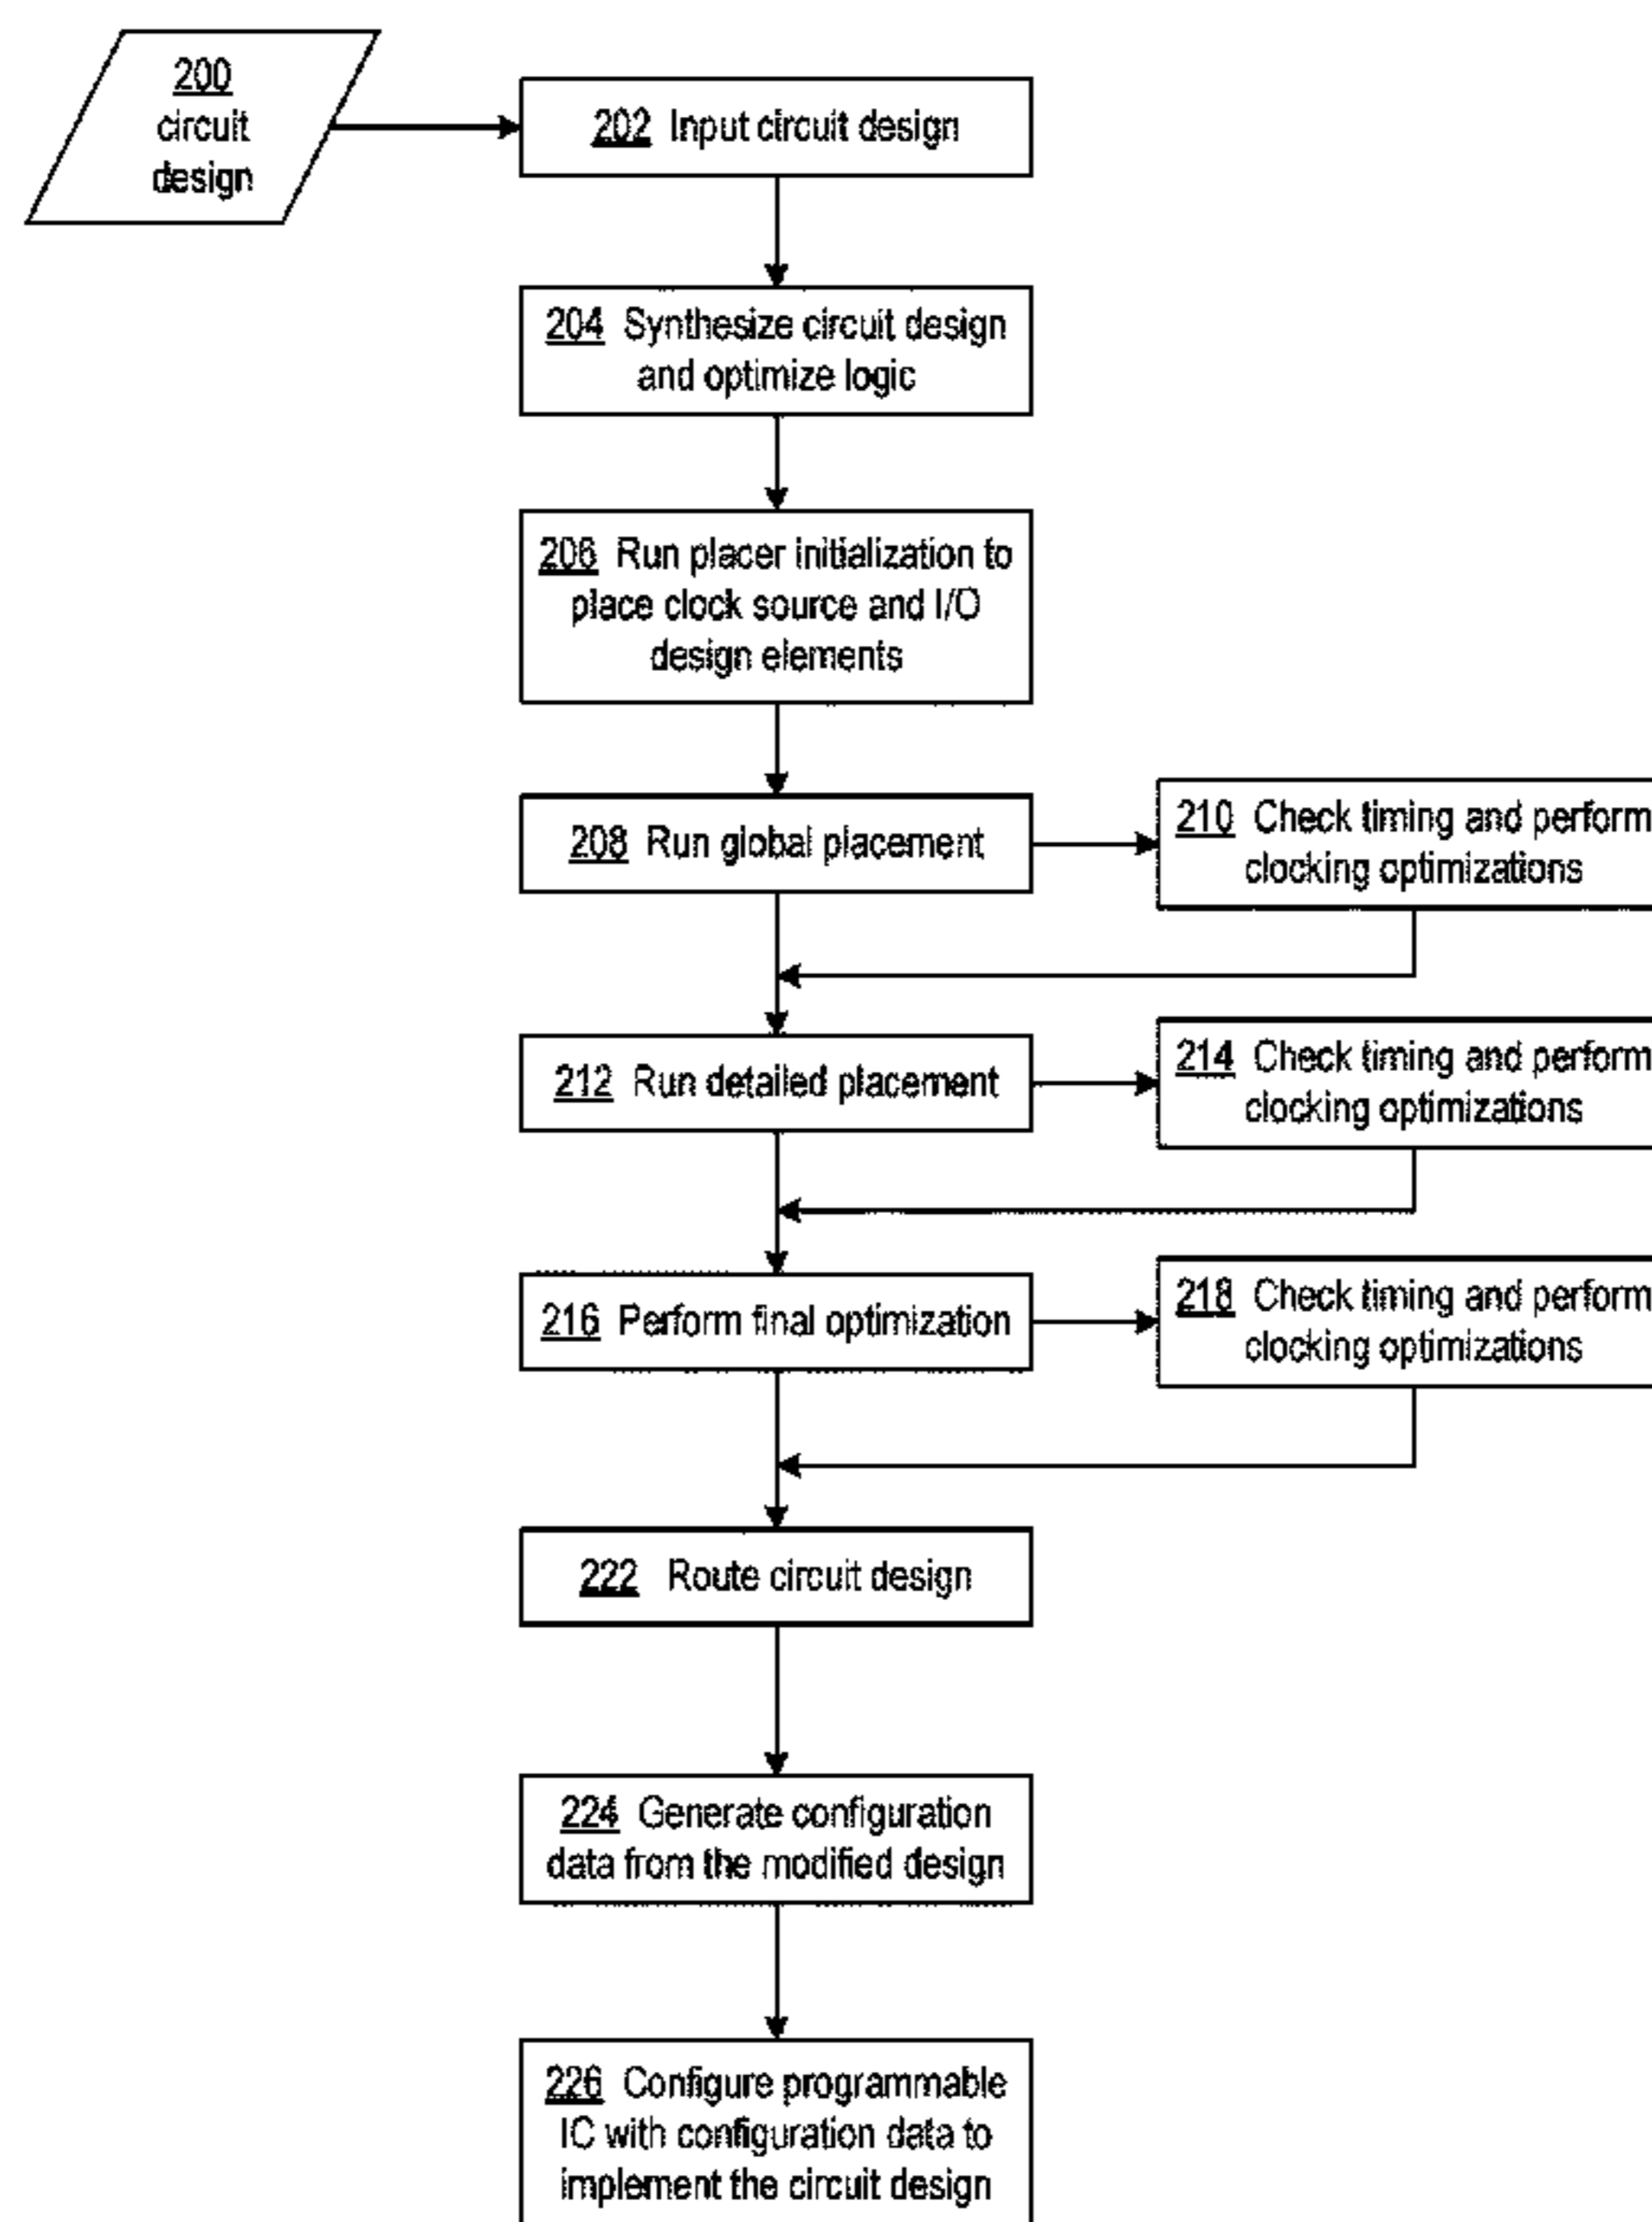 200
circuit
design
202 Input circuit design
204 Synthesize circuit design
and optimize logic
206 Run placer initialization to
place clock source and I/O
design elements
208 Run global placement
210 Check timing and perform
clocking optimizations
212 Run detailed placement
214 Check timing and perform
clocking optimizations
216 Perform final optimization
218 Check timing and perform
clocking optimizations
222 Route circuit design
224 Generate configuration
data from the modified design
226 Configure programmable
IC with configuration data to
implement the circuit design